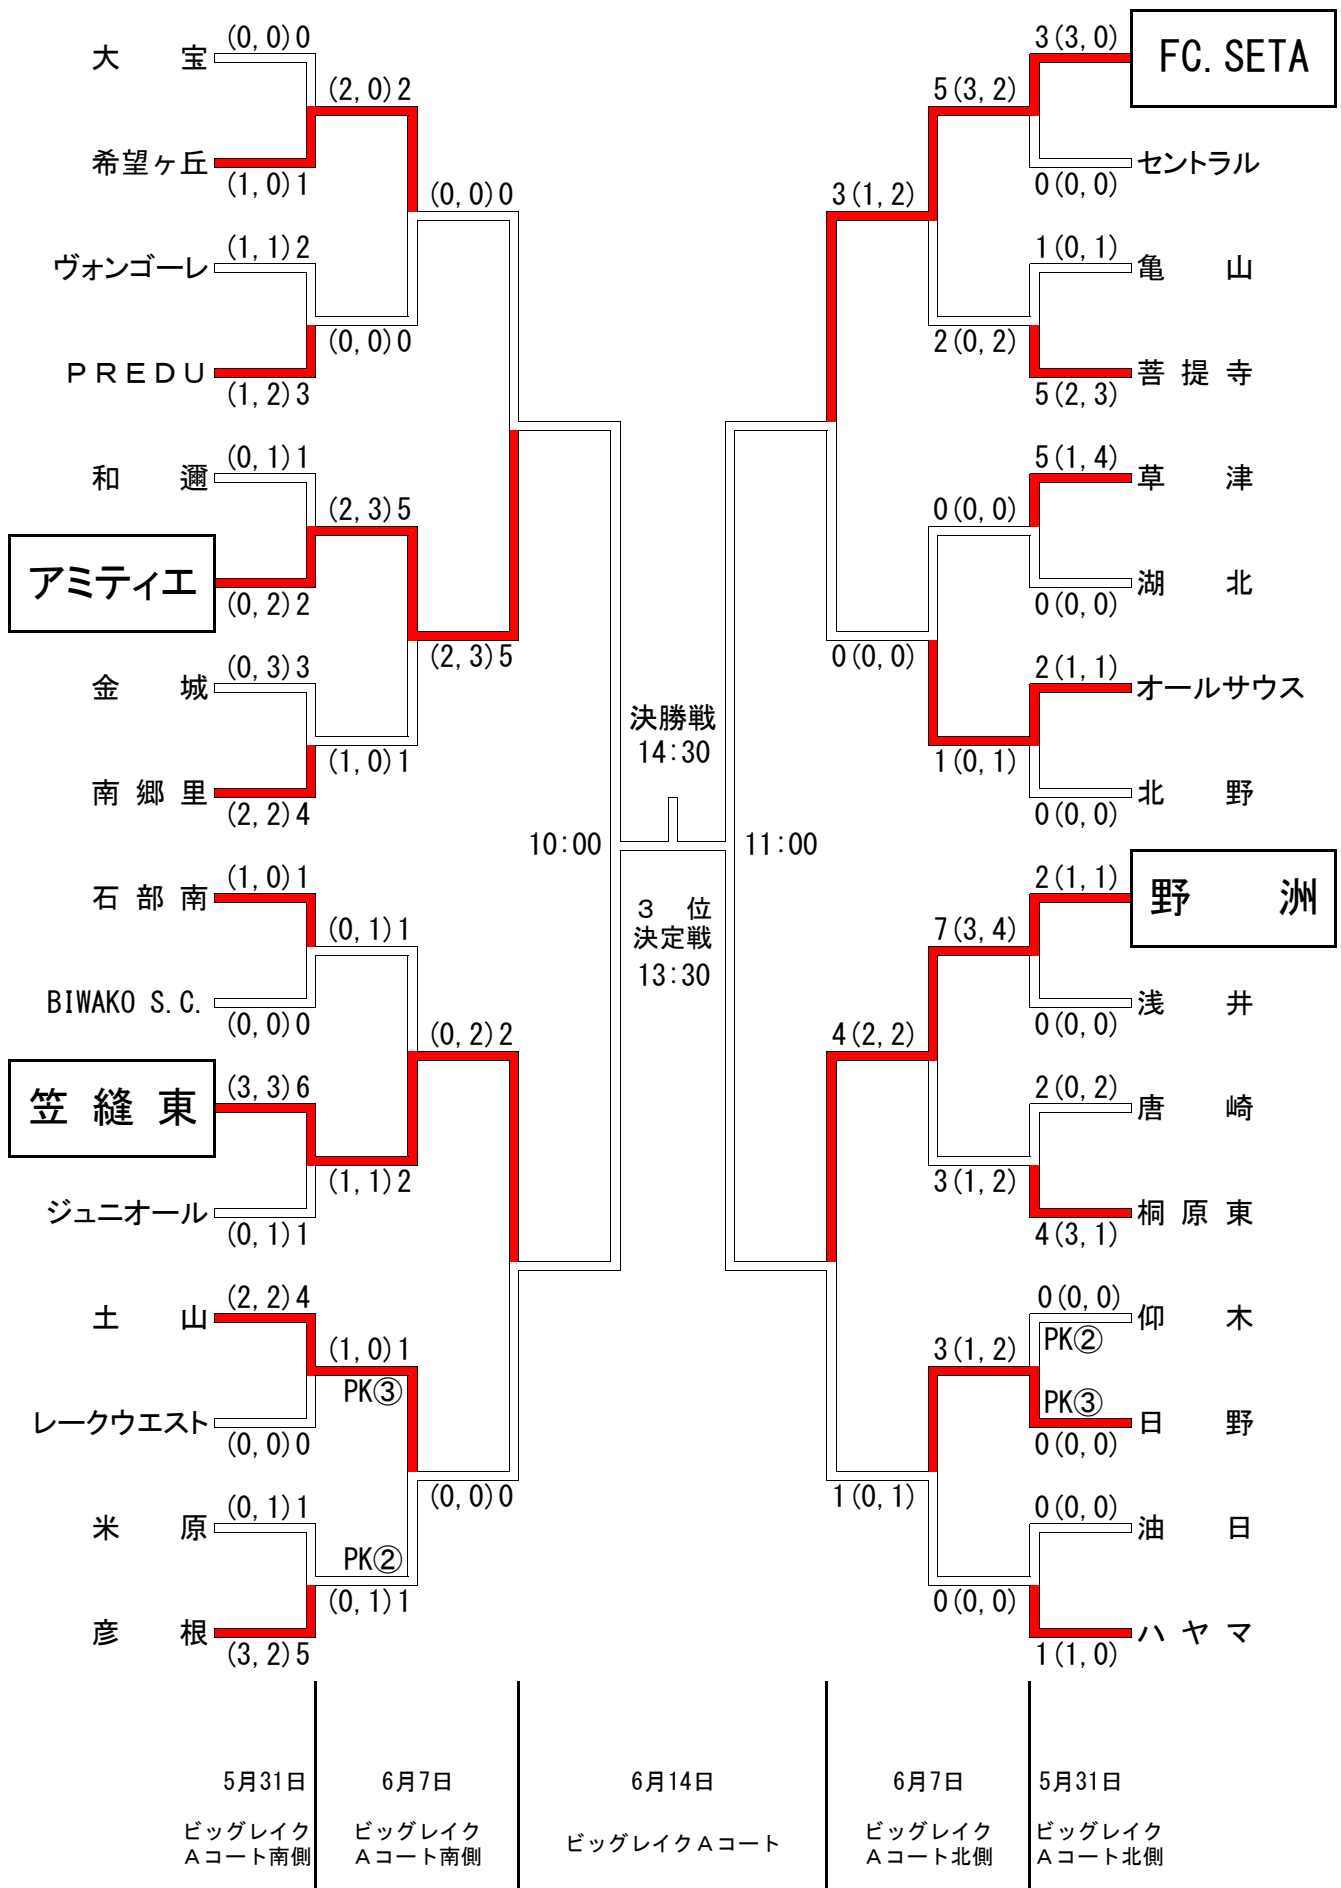 大 宝
(0,0)0
(2,0)2
希望ヶ丘
(1,0)1
(0,0)0
ヴォンゴーレ
(1,1)2
(0,0)0
PREDU
(1,2)3
和 邇
(0,1)1
(2,3)5
アミティエ
(0,2)2
(2,3)5
金 城
(0,3)3
(1,0)1
南郷里
(2,2)4
石部南
(1,0)1
(0,1)1
BIWAKO S.C.
(0,0)0
(0,2)2
笠縫東
(3,3)6
(1,1)2
ジュニオール
(0,1)1
土 山
(2,2)4
(1,0)1
PK③
レークウエスト
(0,0)0
(0,0)0
米 原
(0,1)1
PK②
(0,1)1
彦 根
(3,2)5
決勝戦
14:30
10:00
11:00
3 位
決定戦
13:30
3(3,0)
FC.SETA
5(3,2)
セントラル
0(0,0)
3(1,2)
1(0,1)
亀 山
2(0,2)
菩提寺
5(2,3)
5(1,4)
草 津
0(0,0)
湖 北
0(0,0)
0(0,0)
2(1,1)
オールサウス
1(0,1)
北 野
0(0,0)
2(1,1)
野 洲
7(3,4)
浅 井
0(0,0)
4(2,2)
2(0,2)
唐 崎
3(1,2)
桐原東
4(3,1)
0(0,0)
仰 木
PK②
3(1,2)
PK③
日 野
0(0,0)
1(0,1)
0(0,0)
油 日
0(0,0)
ハヤマ
1(1,0)
5月31日
6月7日
6月14日
6月7日
5月31日
ビッグレイク
Aコート南側
ビッグレイク
Aコート南側
ビッグレイクAコート
ビッグレイク
Aコート北側
ビッグレイク
Aコート北側